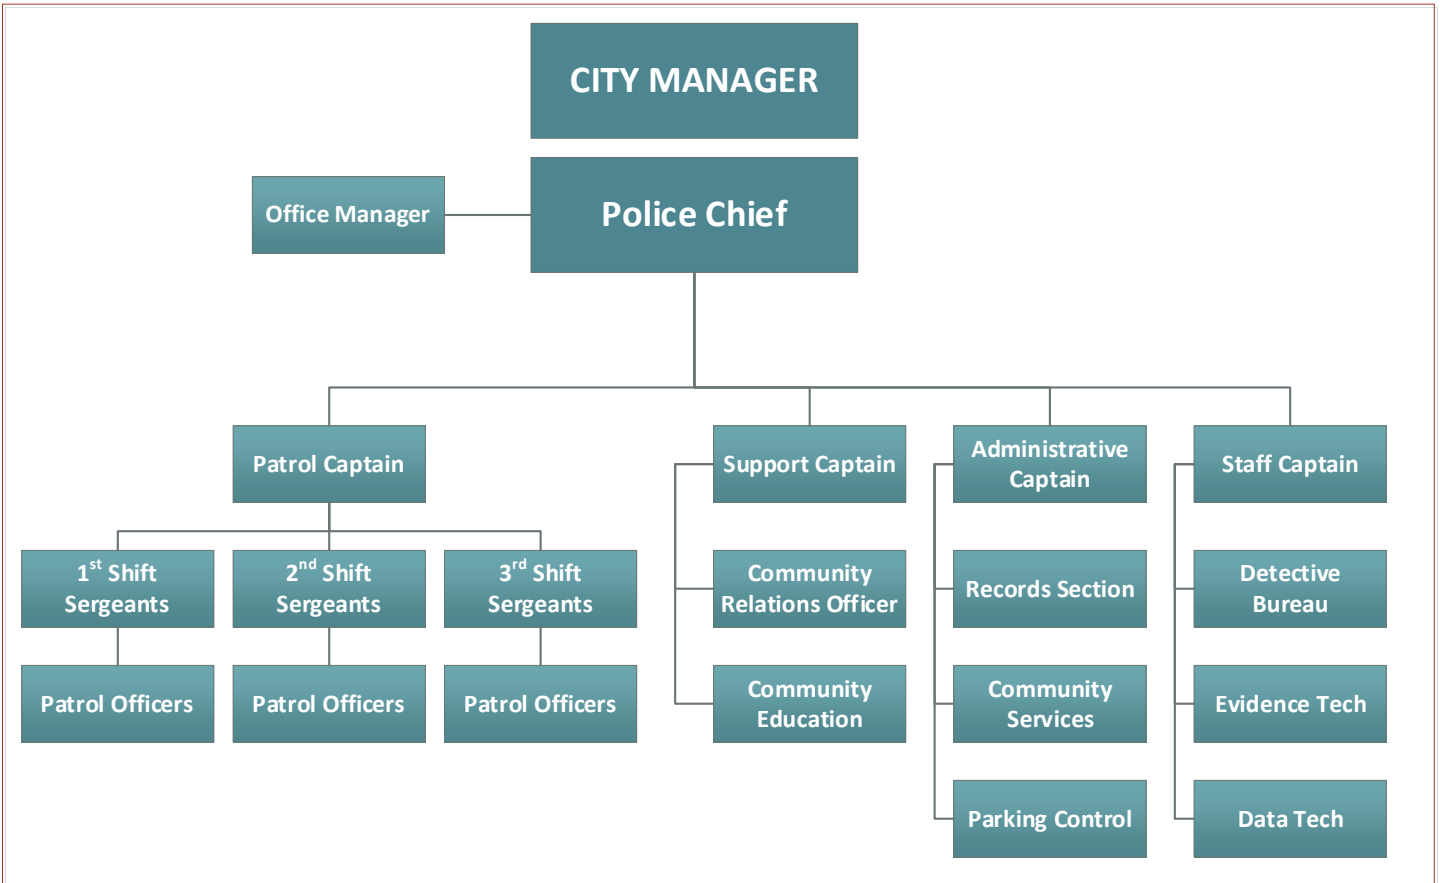 CITY MANAGER
Police Chief
Office Manager
Patrol Captain
Support Captain
Administrative
Captain
Staff Captain
1st Shift
Sergeants
2nd Shift
Sergeants
3rd Shift
Sergeants
Community
Relations Officer
Records Section
Detective
Bureau
Patrol Officers
Patrol Officers
Patrol Officers
Community
Education
Community
Services
Evidence Tech
Parking Control
Data Tech